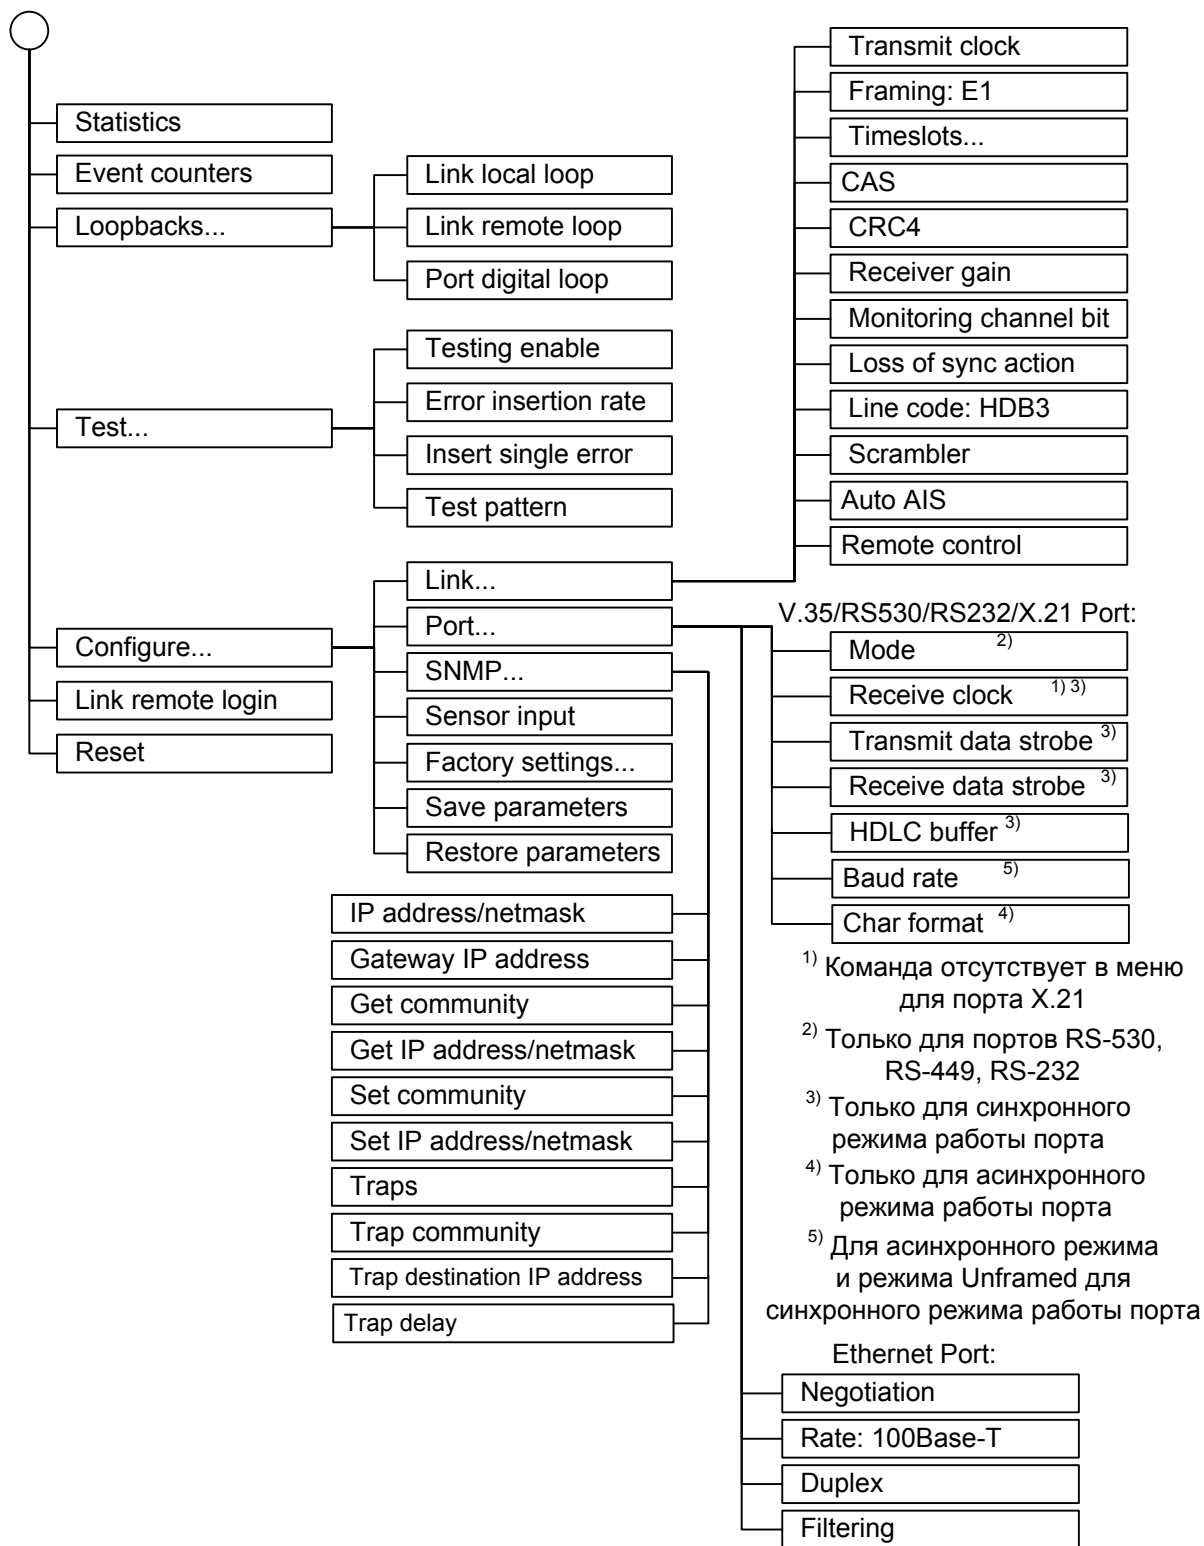 Statistics
Event counters
Loopbacks...
Link local loop
Link remote loop
Port digital loop
Test...
Testing enable
Error insertion rate
Insert single error
Test pattern
Configure...
Link remote login
Reset
Link...
Port...
SNMP...
Sensor input
Factory settings...
Save parameters
Restore parameters
Transmit clock
Framing: E1
Timeslots...
CAS
CRC4
Receiver gain
Monitoring channel bit
Loss of sync action
Line code: HDB3
Scrambler
Auto AIS
Remote control
V.35/RS530/RS232/X.21 Port:
Mode 2)
Receive clock 1) 3)
Transmit data strobe 3)
Receive data strobe 3)
HDLC buffer 3)
Baud rate 5)
Char format 4)
1) Команда отсутствует в меню
для порта X.21
2) Только для портов RS-530,
RS-449, RS-232
3) Только для синхронного
режима работы порта
4) Только для асинхронного
режима работы порта
5) Для асинхронного режима
и режима Unframed для
синхронного режима работы порта
IP address/netmask
Gateway IP address
Get community
Get IP address/netmask
Set community
Set IP address/netmask
Traps
Trap community
Trap destination IP address
Trap delay
Ethernet Port:
Negotiation
Rate: 100Base-T
Duplex
Filtering